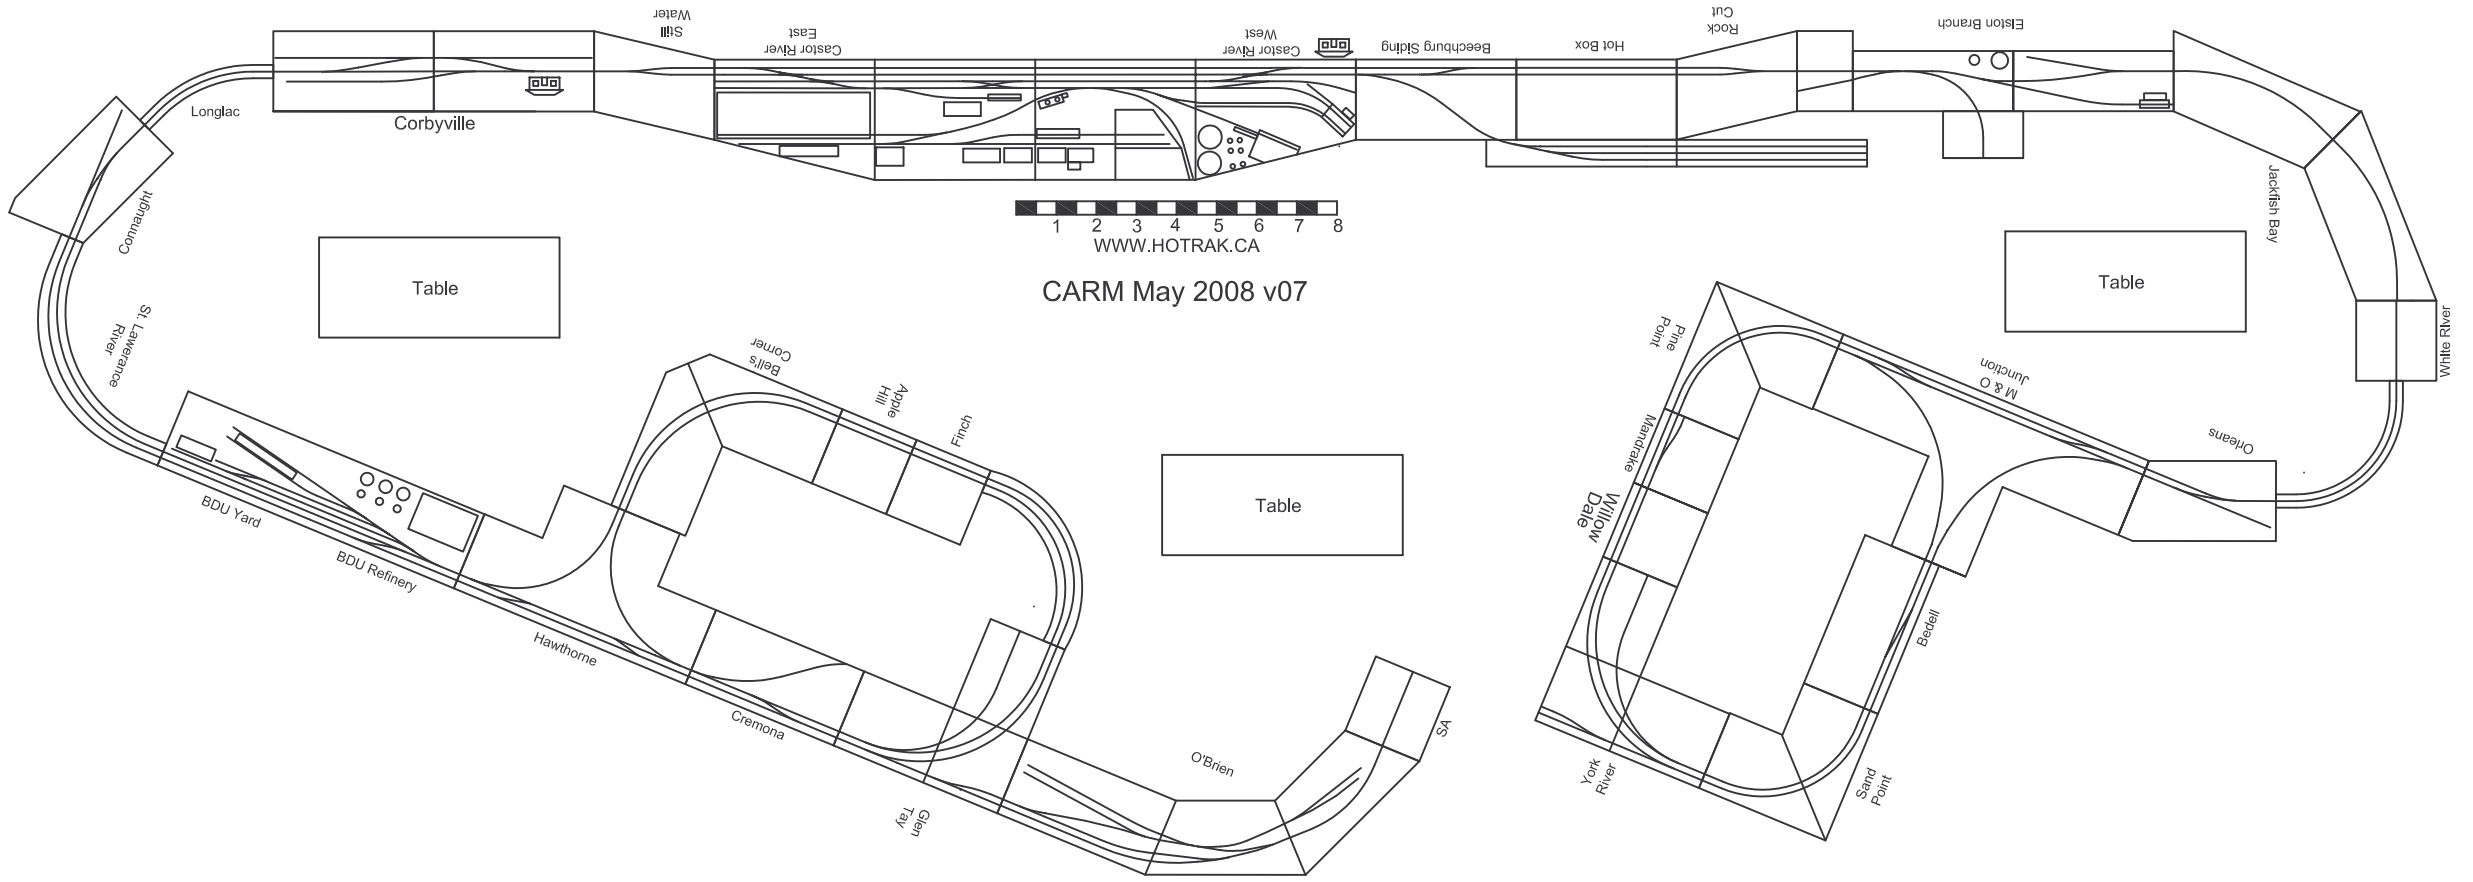 Still
Water
East
Castor River
West
Castor River
Beechburg Siding
Hot Box
Rock
Cut
Elston Branch
Longlac
Corbyville
Connaught
Jackfish Bay
1 2 3 4 5 6 7 8
WWW.HOTRAK.CA
CARM May 2008 v07
Table
Table
Table
White River
St. Lawerance
River
Bell's
Corner
Apple
Hill
Finch
Pine
Point
M & O
Junction
Orleans
Mandrake
Willow
Dale
BDU Yard
BDU Refinery
Hawthorne
Cremona
Glen
Tay
O'Brien
SA
Bedell
York
River
Sand
Point